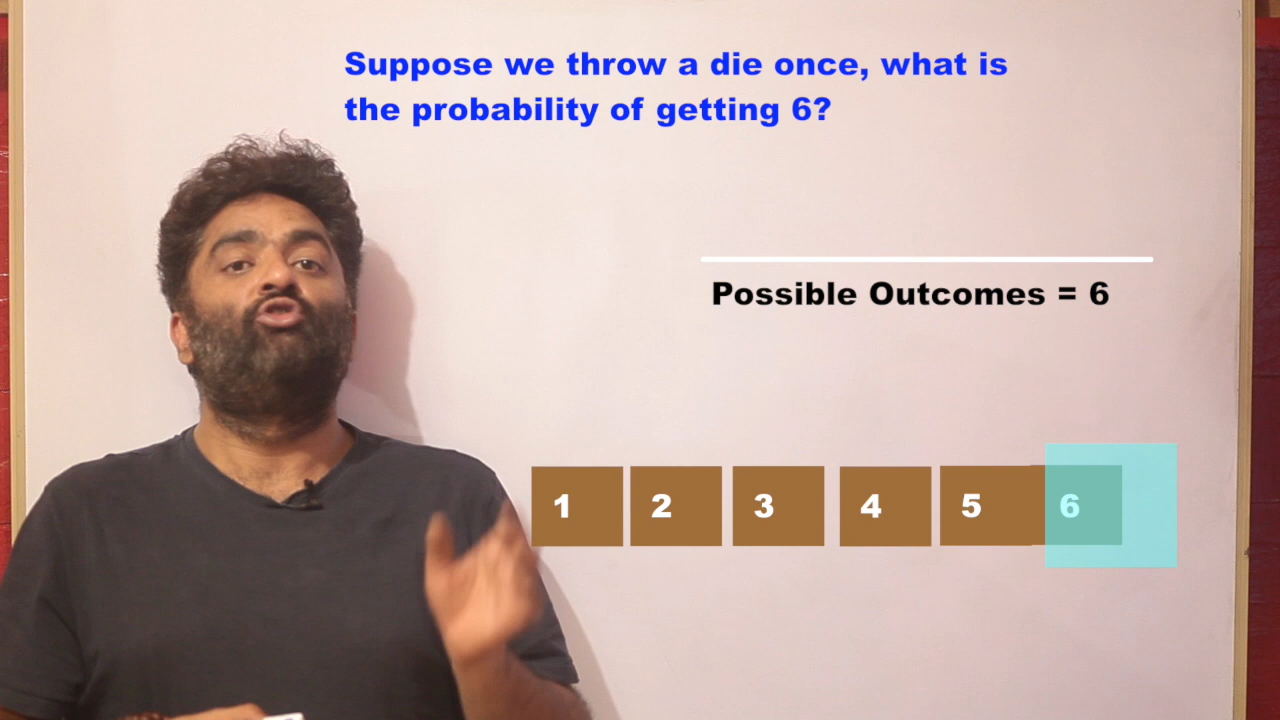 Suppose we throw a die once, what is
the probability of getting 6?
Possible Outcomes = 6
1 2 3 4 5 6